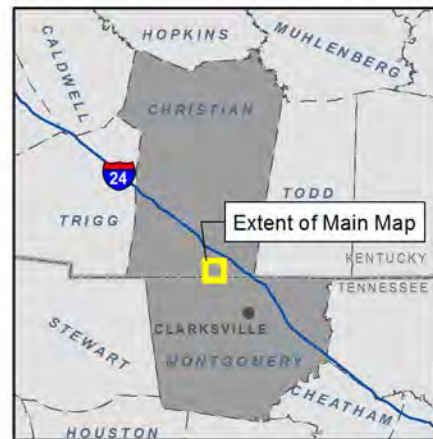 HOPKINS
MUHLENBERG
CALDWELL
CHRISTIAN
24
TODD
TRIGG
Extent of Main Map
KENTUCKY
TENNESSEE
CLARKSVILLE
STEWART
MONTGOMERY
CHEATHAM
HOUSTON